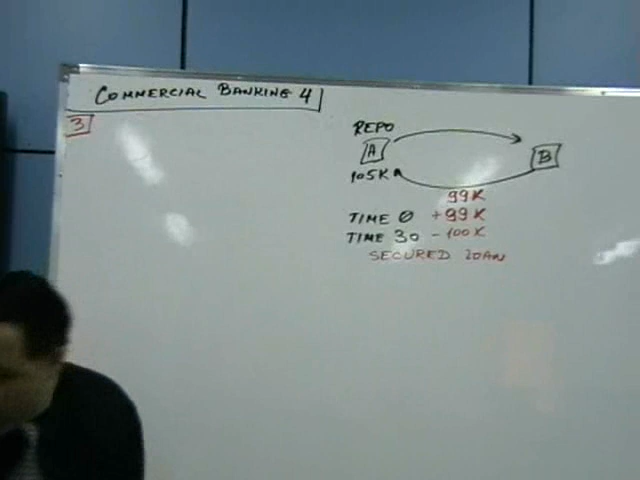 COMMERCIAL BANKING 4
3
REPO
A
B
105K
99K
TIME 0 +99K
TIME 30 -100K
SECURED LOAN